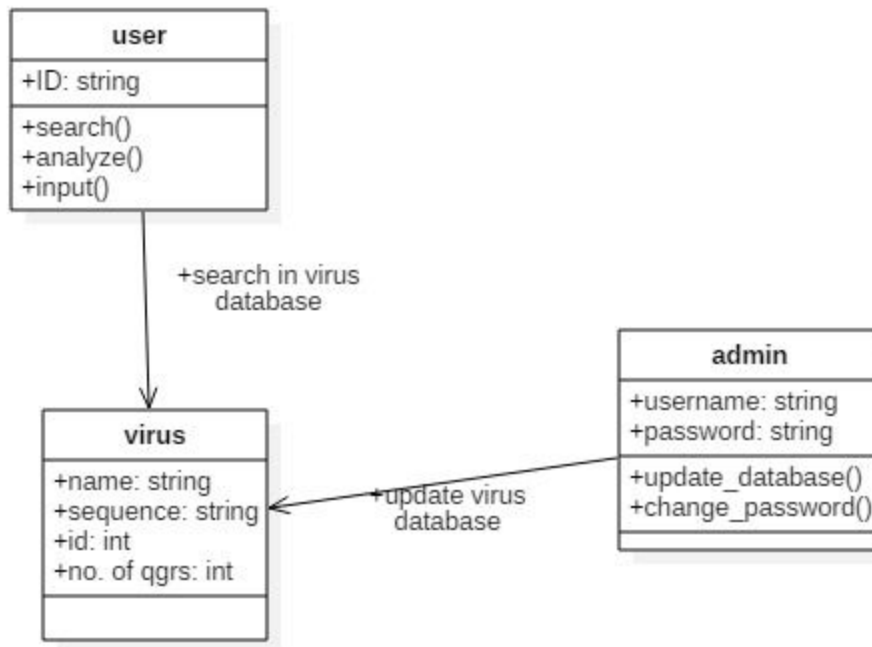 user
+ID: string
+search()
+analyze()
+input()
+search in virus
database
admin
+username: string
+password: string
+update_database()
+change_password()
virus
+name: string
+sequence: string
+id: int
+no. of qgrs: int
+update virus
database